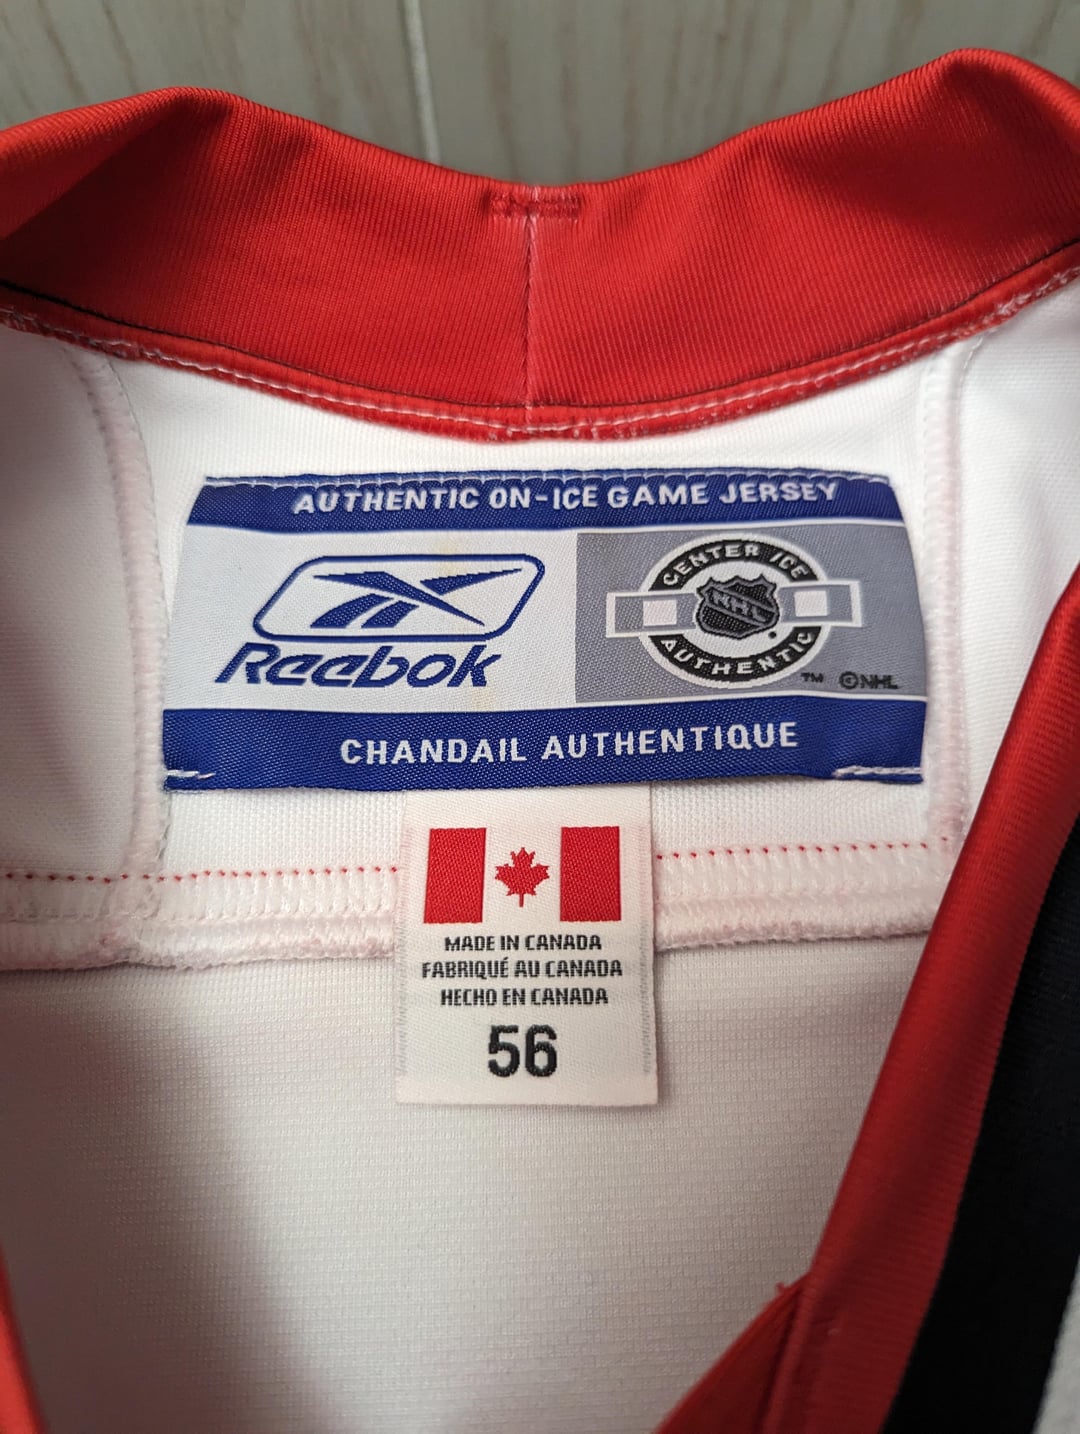 AUTHENTIC ON-ICE GAME JERSEY
Reebok
CENTER ICE
NHL
AUTHENTIC
™ ©NHL
CHANDAIL AUTHENTIQUE
MADE IN CANADA
FABRIQUÉ AU CANADA
HECHO EN CANADA
56